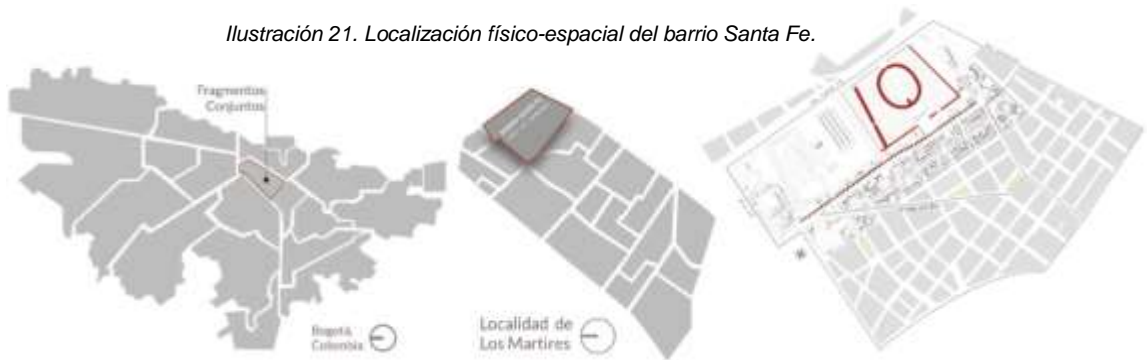 Ilustración 21. Localización físico-espacial del barrio Santa Fe.
Fragmentos
Conjuntos
Bogotá,
Colombia
Localidad de
Los Martires